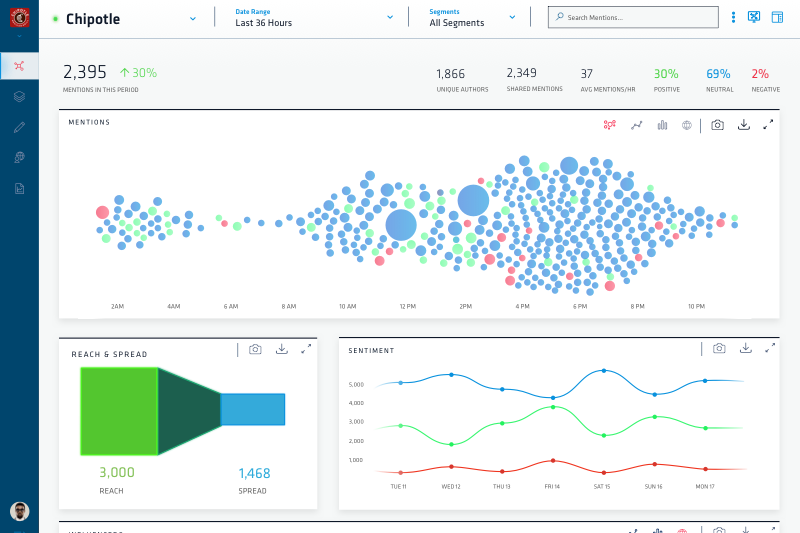 Chipotle
Date Range
Last 36 Hours
Segments
All Segments
Search Mentions...
2,395
30%
MENTIONS IN THIS PERIOD
1,866
UNIQUE AUTHORS
2,349
SHARED MENTIONS
37
AVG MENTIONS/HR
30%
POSITIVE
69%
NEUTRAL
2%
NEGATIVE
MENTIONS
2AM
4AM
6 AM
8 AM
10 AM
12 PM
2PM
4 PM
6 PM
8 PM
10 PM
REACH & SPREAD
3,000
REACH
1,468
SPREAD
SENTIMENT
5,000
4,000
3,000
2,000
1,000
TUE 11
WED 12
THU 13
FRI 14
SAT 15
SUN 16
MON 17